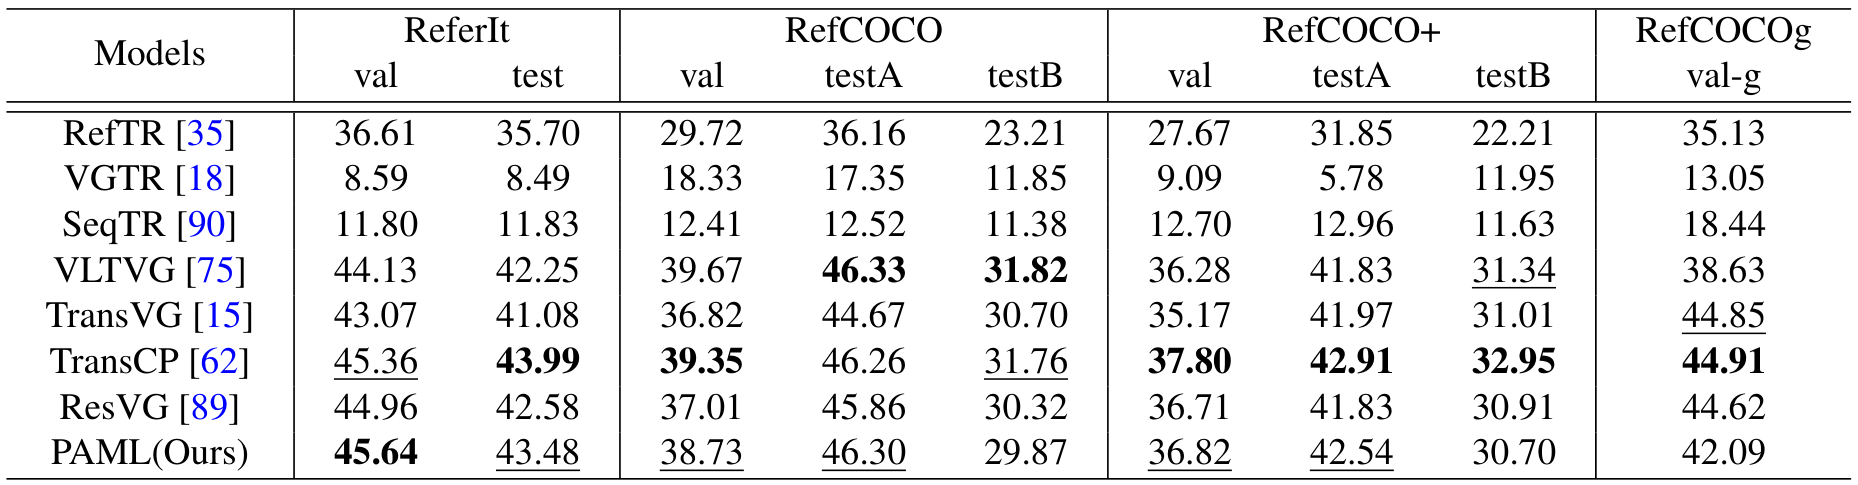 Models ReferIt RefCOCO RefCOCO+ RefCOCOg
val test val testA testB val testA testB val-g
RefTR [35] 36.61 35.70 29.72 36.16 23.21 27.67 31.85 22.21 35.13
VGTR [18] 8.59 8.49 18.33 17.35 11.85 9.09 5.78 11.95 13.05
SeqTR [90] 11.80 11.83 12.41 12.52 11.38 12.70 12.96 11.63 18.44
VLTVG [75] 44.13 42.25 39.67 46.33 31.82 36.28 41.83 31.34 38.63
TransVG [15] 43.07 41.08 36.82 44.67 30.70 35.17 41.97 31.01 44.85
TransCP [62] 45.36 43.99 39.35 46.26 31.76 37.80 42.91 32.95 44.91
ResVG [89] 44.96 42.58 37.01 45.86 30.32 36.71 41.83 30.91 44.62
PAML(Ours) 45.64 43.48 38.73 46.30 29.87 36.82 42.54 30.70 42.09